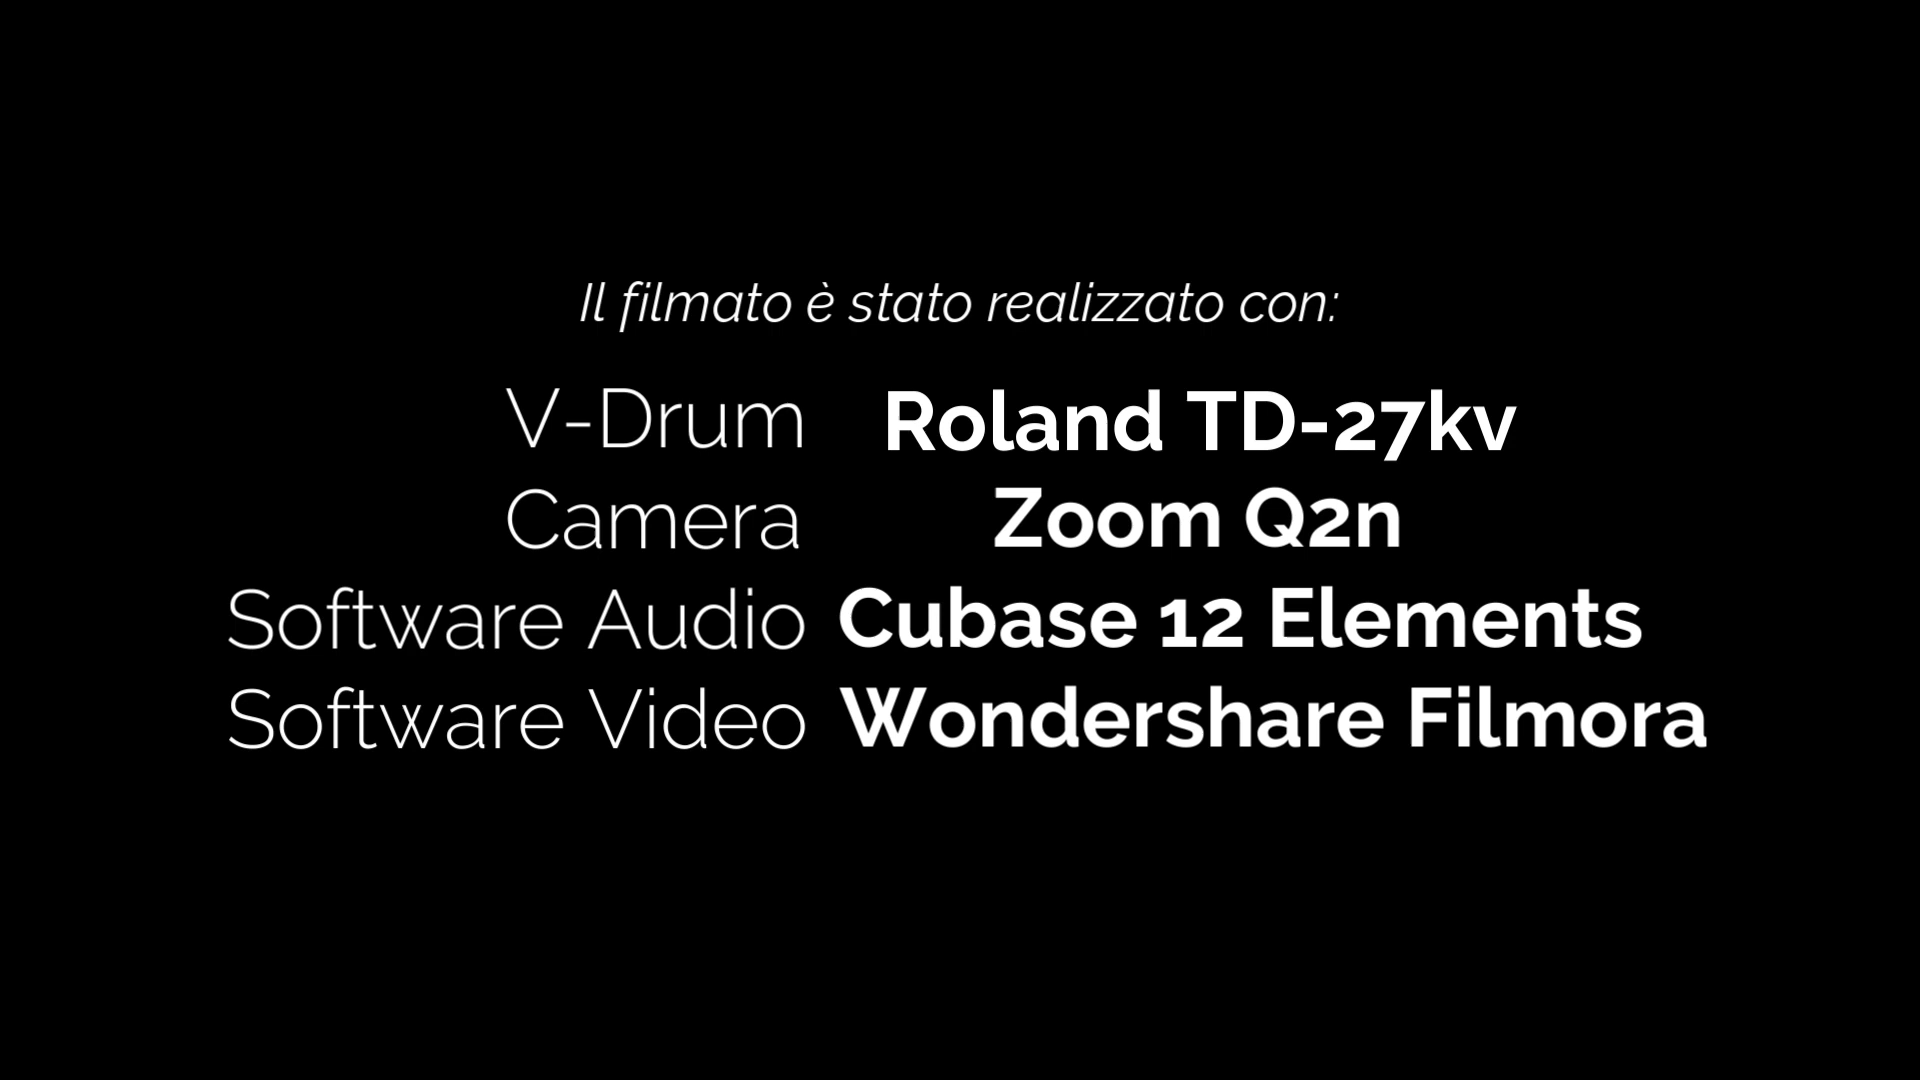 Il filmato è stato realizzato con:
V-Drum Roland TD-27kv
Camera Zoom Q2n
Software Audio Cubase 12 Elements
Software Video Wondershare Filmora